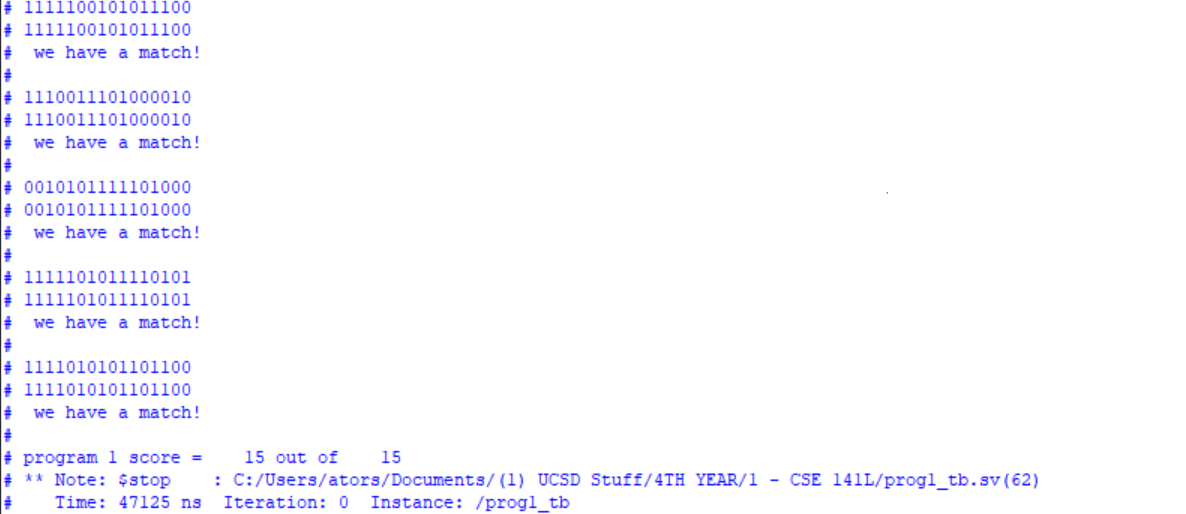 # 1111100101011100
# 1111100101011100
#  we have a match!
#
# 1110011101000010
# 1110011101000010
#  we have a match!
#
# 0010101111101000
# 0010101111101000
#  we have a match!
#
# 1111101011110101
# 1111101011110101
#  we have a match!
#
# 1111010101101100
# 1111010101101100
#  we have a match!
#
# program 1 score =    15 out of    15
# ** Note: $stop    : C:/Users/ators/Documents/(1) UCSD Stuff/4TH YEAR/1 - CSE 141L/prog1_tb.sv(62)
#    Time: 47125 ns  Iteration: 0  Instance: /prog1_tb